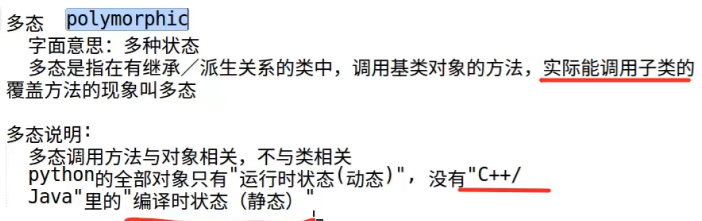 多态 polymorphic
字面意思：多种状态
多态是指在有继承／派生关系的类中，调用基类对象的方法，实际能调用子类的
覆盖方法的现象叫多态
多态说明：
多态调用方法与对象相关，不与类相关
python的全部对象只有"运行时状态(动态)"，没有"C++/
Java"里的"编译时状态（静态）"